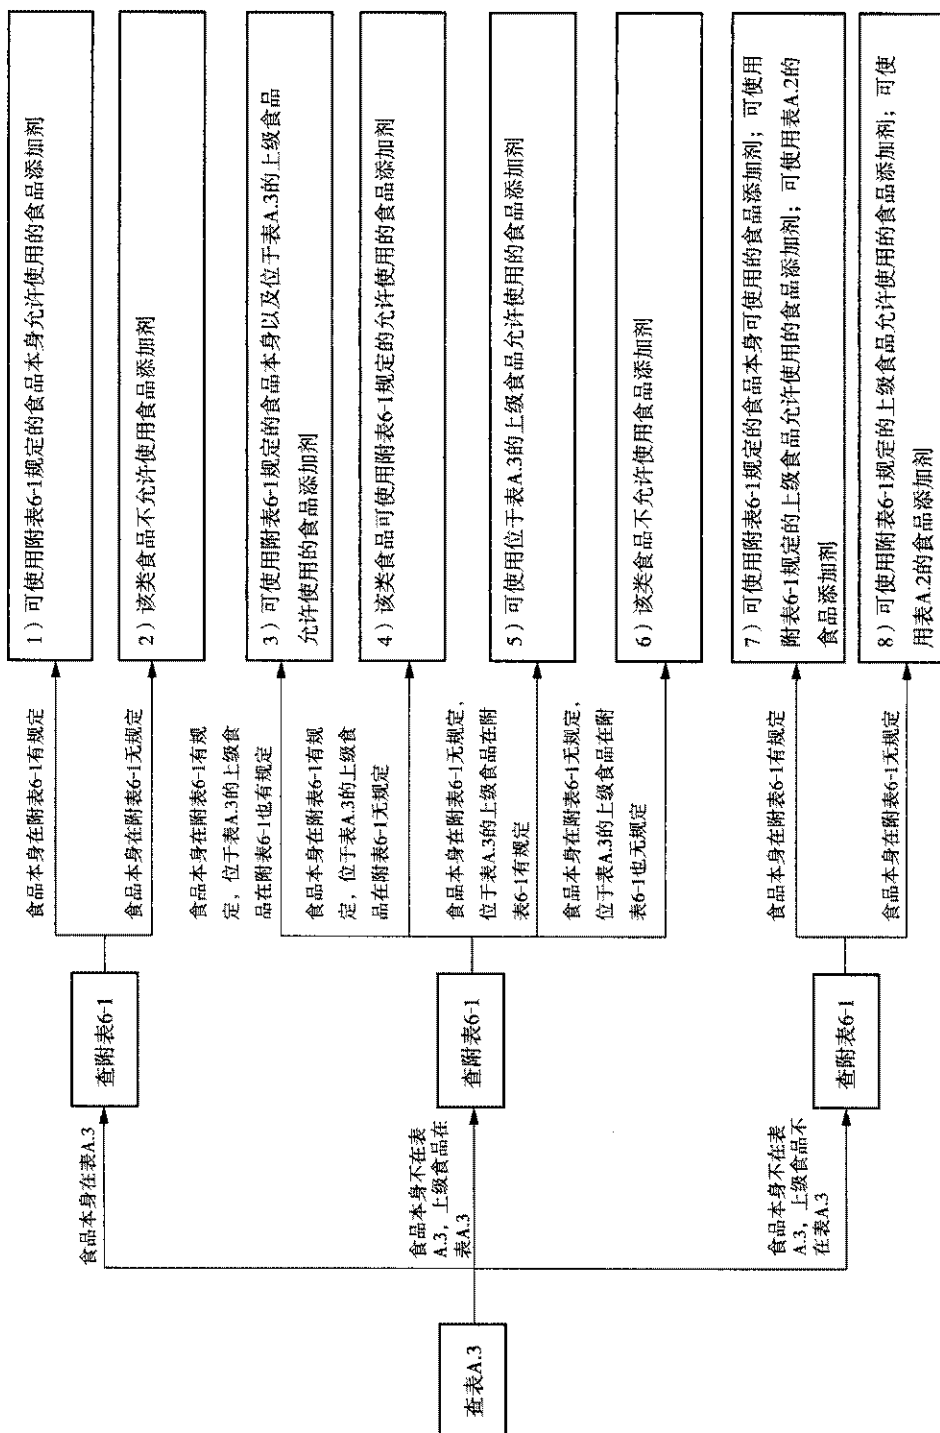 查表A.3
食品本身在表A.3
食品本身不在表
A.3，上级食品在
表A.3
食品本身不在表
A.3，上级食品不
在表A.3
查附表6-1
查附表6-1
查附表6-1
食品本身在附表6-1有规定
食品本身在附表6-1无规定
食品本身在附表6-1有规
定，位于表A.3的上级食
品在附表6-1也有规定
食品本身在附表6-1有规
定，位于表A.3的上级食
品在附表6-1无规定
食品本身在附表6-1无规定，
位于表A.3的上级食品在附
表6-1有规定
食品本身在附表6-1无规定，
位于表A.3的上级食品在附
表6-1也无规定
食品本身在附表6-1有规定
食品本身在附表6-1无规定
1）可使用附表6-1规定的食品本身允许使用的食品添加剂
2）该类食品不允许使用食品添加剂
3）可使用附表6-1规定的食品本身以及位于表A.3的上级食品
允许使用的食品添加剂
4）该类食品可使用附表6-1规定的允许使用的食品添加剂
5）可使用位于表A.3的上级食品允许使用的食品添加剂
6）该类食品不允许使用食品添加剂
7）可使用附表6-1规定的食品本身可使用的食品添加剂；可使用
附表6-1规定的上级食品允许使用的食品添加剂；可使用表A.2的
食品添加剂
8）可使用附表6-1规定的上级食品允许使用的食品添加剂；可使
用表A.2的食品添加剂